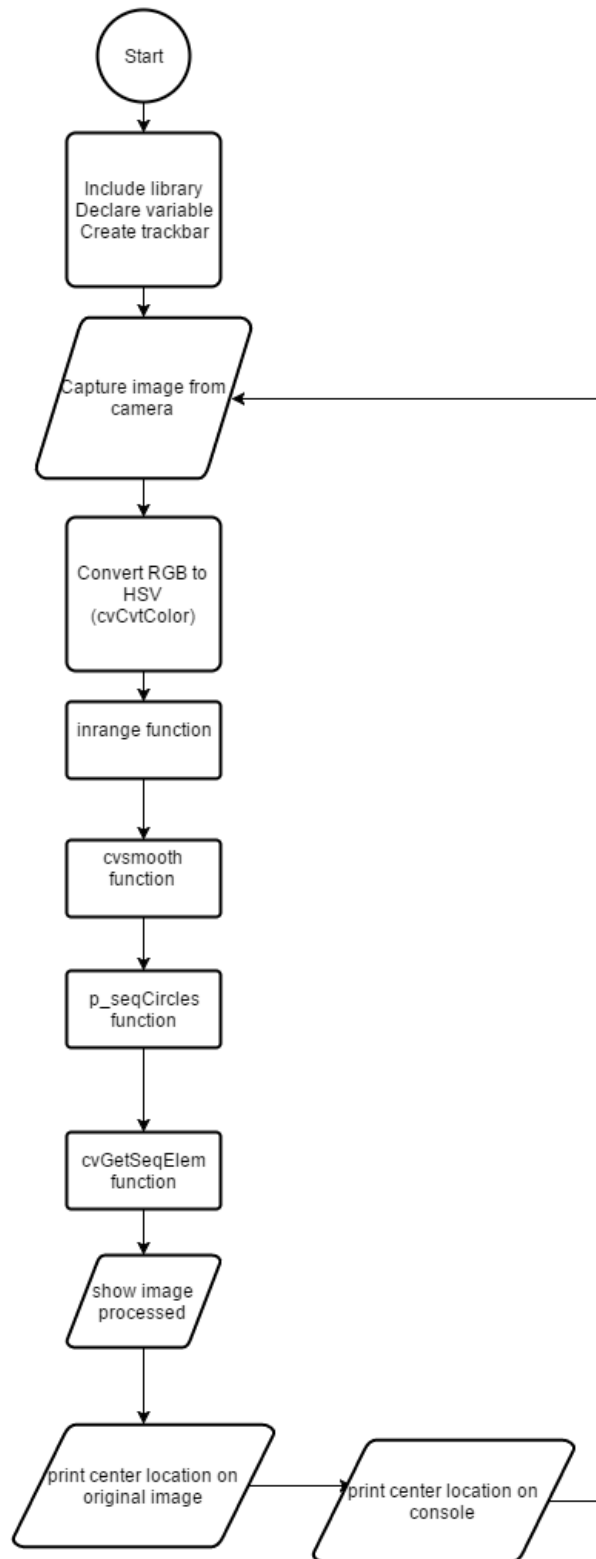 Start
Include library
Declare variable
Create trackbar
Capture image from
camera
Convert RGB to
HSV
(cvCvtColor)
inrange function
cvsmooth
function
p_seqCircles
function
cvGetSeqElem
function
show image
processed
print center location on
original image
print center location on
console